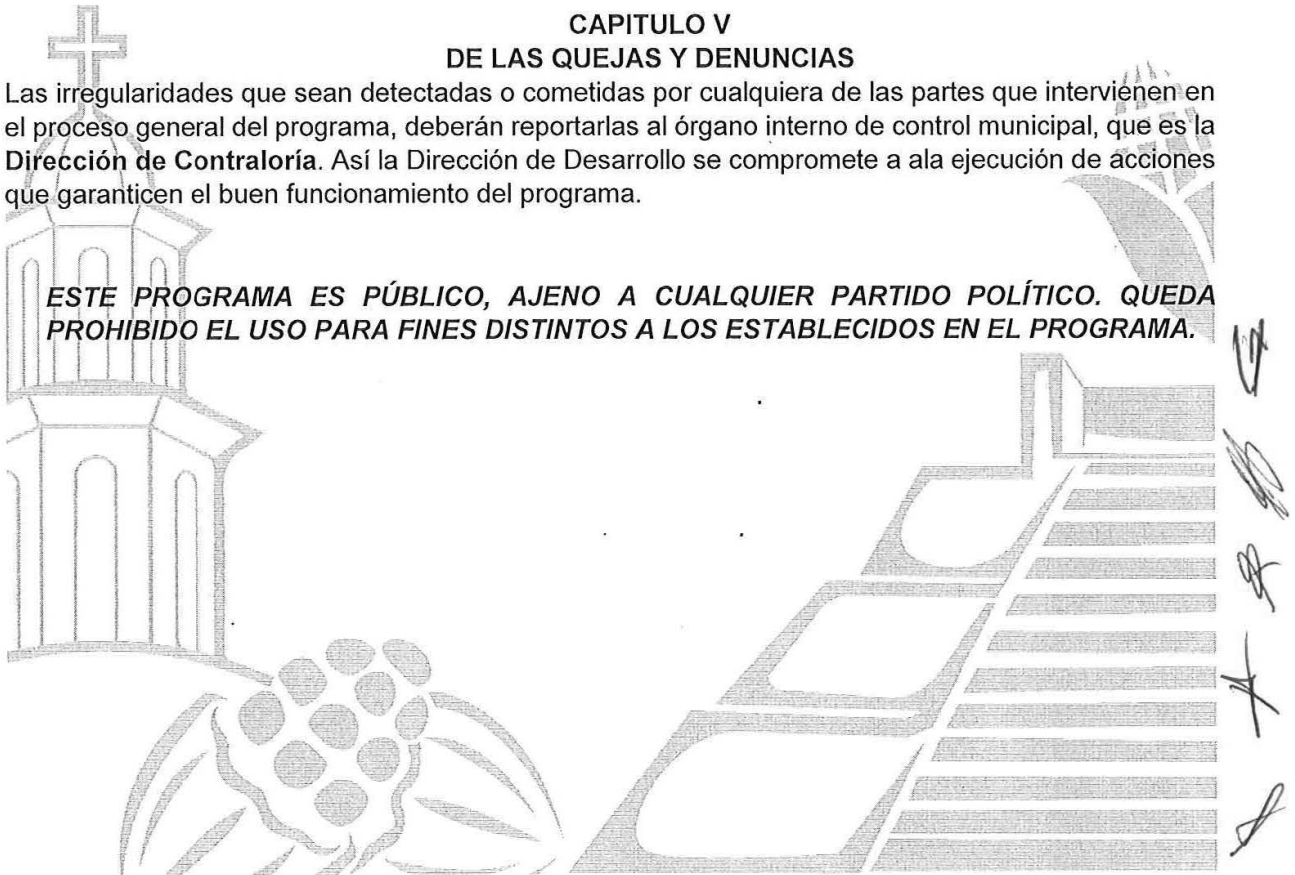 CAPITULO V
DE LAS QUEJAS Y DENUNCIAS
Las irregularidades que sean detectadas o cometidas por cualquiera de las partes que intervienen en
el proceso general del programa, deberán reportarlas al órgano interno de control municipal, que es la
Dirección de Contraloría. Así la Dirección de Desarrollo se compromete a ala ejecución de acciones
que garanticen el buen funcionamiento del programa.
ESTE PROGRAMA ES PÚBLICO, AJENO A CUALQUIER PARTIDO POLÍTICO. QUEDA
PROHIBIDO EL USO PARA FINES DISTINTOS A LOS ESTABLECIDOS EN EL PROGRAMA.